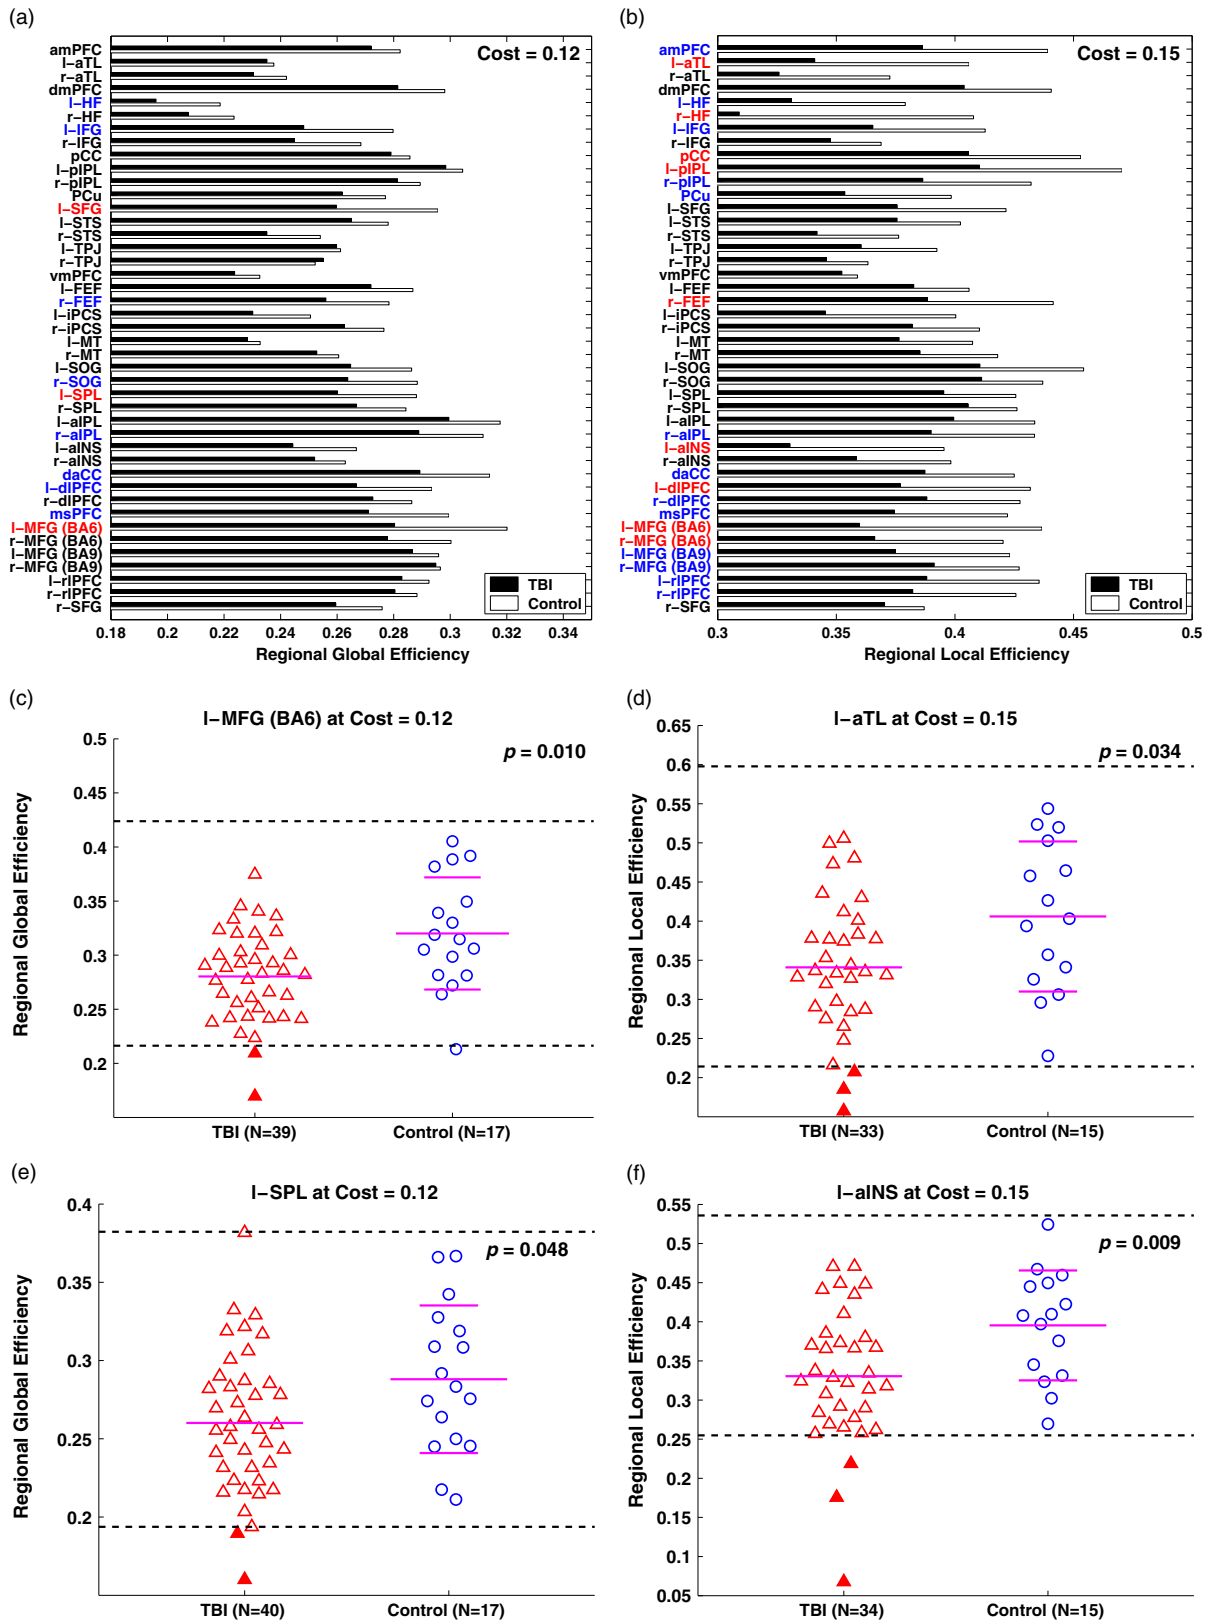 (a)
Cost = 0.12
amPFC
l−aTL
r−aTL
dmPFC
l−HF
r−HF
l−IFG
r−IFG
pCC
l−pIPL
r−pIPL
PCu
l−SFG
l−STS
r−STS
l−TPJ
r−TPJ
vmPFC
l−FEF
r−FEF
l−iPCS
r−iPCS
l−MT
r−MT
l−SOG
r−SOG
l−SPL
r−SPL
l−aIPL
r−aIPL
l−aINS
r−aINS
daCC
l−dlPFC
r−dlPFC
msPFC
l−MFG (BA6)
r−MFG (BA6)
l−MFG (BA9)
r−MFG (BA9)
l−rlPFC
r−rlPFC
r−SFG
TBI
Control
0.18 0.2 0.22 0.24 0.26 0.28 0.3 0.32 0.34
Regional Global Efficiency
(b)
Cost = 0.15
amPFC
l−aTL
r−aTL
dmPFC
l−HF
r−HF
l−IFG
r−IFG
pCC
l−pIPL
r−pIPL
PCu
l−SFG
l−STS
r−STS
l−TPJ
r−TPJ
vmPFC
l−FEF
r−FEF
l−iPCS
r−iPCS
l−MT
r−MT
l−SOG
r−SOG
l−SPL
r−SPL
l−aIPL
r−aIPL
l−aINS
r−aINS
daCC
l−dlPFC
r−dlPFC
msPFC
l−MFG (BA6)
r−MFG (BA6)
l−MFG (BA9)
r−MFG (BA9)
l−rlPFC
r−rlPFC
r−SFG
TBI
Control
0.3 0.35 0.4 0.45 0.5
Regional Local Efficiency
(c)
l−MFG (BA6) at Cost = 0.12
p = 0.010
Regional Global Efficiency
0.5
0.45
0.4
0.35
0.3
0.25
0.2
TBI (N=39) Control (N=17)
(d)
l−aTL at Cost = 0.15
p = 0.034
Regional Local Efficiency
0.65
0.6
0.55
0.5
0.45
0.4
0.35
0.3
0.25
0.2
TBI (N=33) Control (N=15)
(e)
l−SPL at Cost = 0.12
p = 0.048
Regional Global Efficiency
0.4
0.35
0.3
0.25
0.2
TBI (N=40) Control (N=17)
(f)
l−aINS at Cost = 0.15
p = 0.009
Regional Local Efficiency
0.55
0.5
0.45
0.4
0.35
0.3
0.25
0.2
0.15
0.1
0.05
TBI (N=34) Control (N=15)